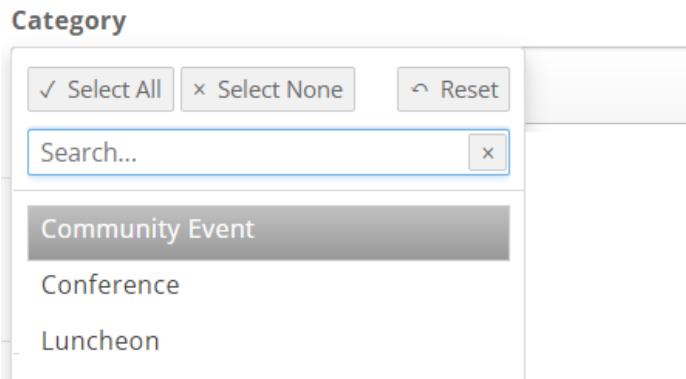 Category
✓ Select All × Select None ↶ Reset
Search... ×
Community Event
Conference
Luncheon